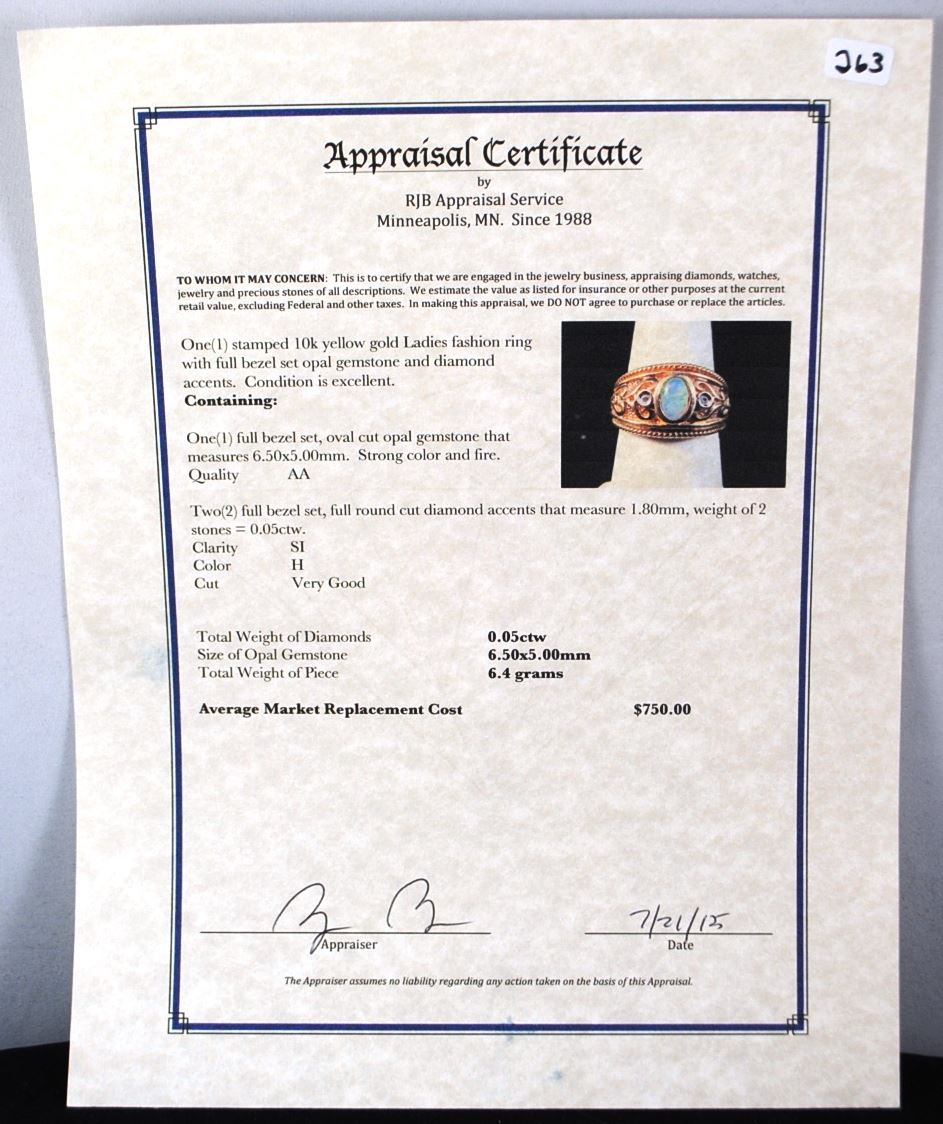 J63
Appraisal Certificate
by
RJB Appraisal Service
Minneapolis, MN. Since 1988
TO WHOM IT MAY CONCERN: This is to certify that we are engaged in the jewelry business, appraising diamonds, watches,
jewelry and precious stones of all descriptions. We estimate the value as listed for insurance or other purposes at the current
retail value, excluding Federal and other taxes. In making this appraisal, we DO NOT agree to purchase or replace the articles.
One(1) stamped 10k yellow gold Ladies fashion ring
with full bezel set opal gemstone and diamond
accents. Condition is excellent.
Containing:
One(1) full bezel set, oval cut opal gemstone that
measures 6.50x5.00mm. Strong color and fire.
Quality AA
Two(2) full bezel set, full round cut diamond accents that measure 1.80mm, weight of 2
stones = 0.05ctw.
Clarity SI
Color H
Cut Very Good
Total Weight of Diamonds 0.05ctw
Size of Opal Gemstone 6.50x5.00mm
Total Weight of Piece 6.4 grams
Average Market Replacement Cost $750.00
7/21/15
Appraiser Date
The Appraiser assumes no liability regarding any action taken on the basis of this Appraisal.